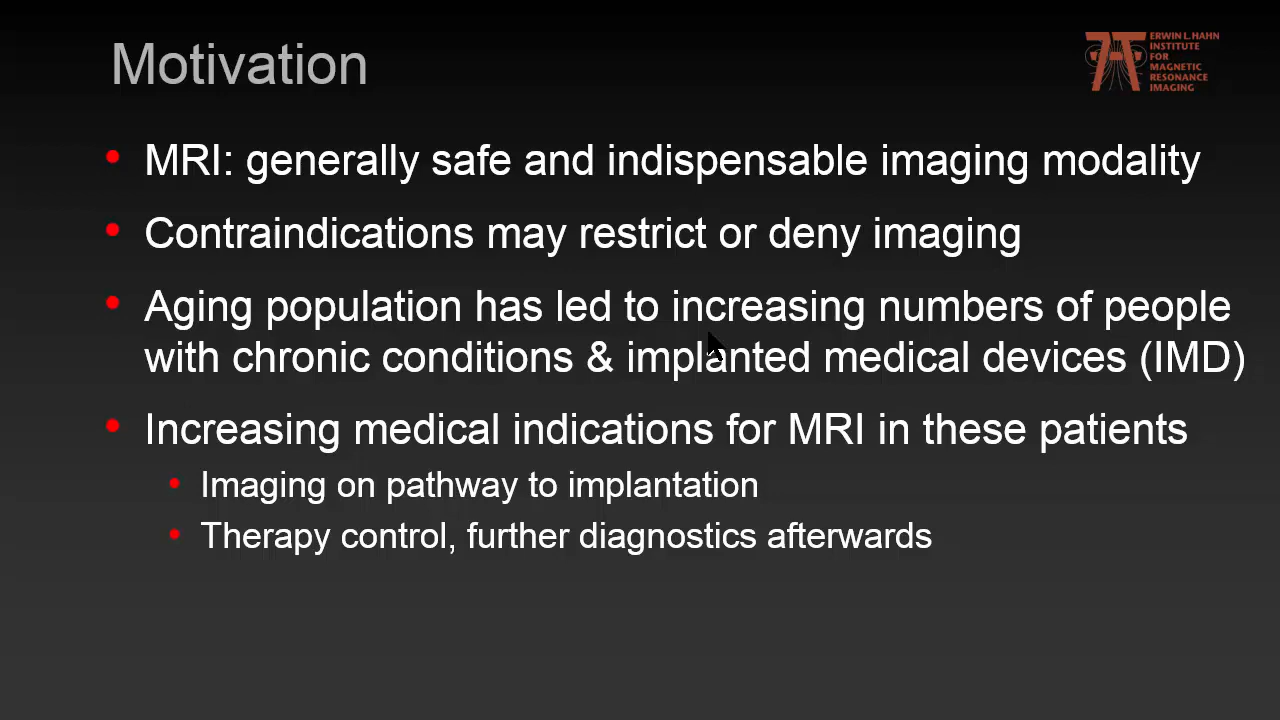 Motivation
ERWIN L. HAHN
INSTITUTE
FOR
MAGNETIC
RESONANCE
IMAGING
• MRI: generally safe and indispensable imaging modality
• Contraindications may restrict or deny imaging
• Aging population has led to increasing numbers of people
with chronic conditions & implanted medical devices (IMD)
• Increasing medical indications for MRI in these patients
• Imaging on pathway to implantation
• Therapy control, further diagnostics afterwards